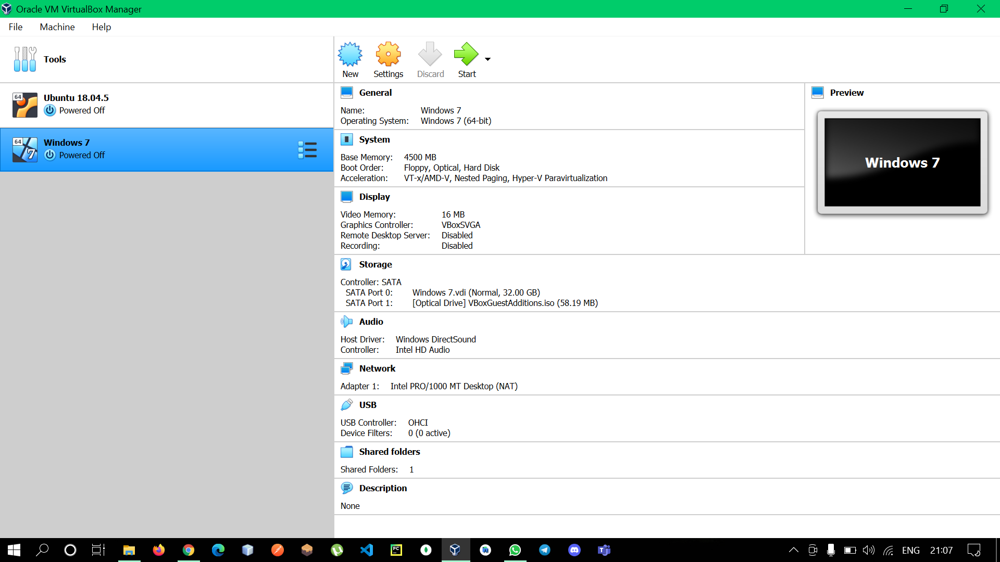 Oracle VM VirtualBox Manager
File Machine Help
Tools
New Settings Discard Start
64
Ubuntu 18.04.5
Powered Off
64
7
Windows 7
Powered Off
General
Name: Windows 7
Operating System: Windows 7 (64-bit)
Preview
Windows 7
System
Base Memory: 4500 MB
Boot Order: Floppy, Optical, Hard Disk
Acceleration: VT-x/AMD-V, Nested Paging, Hyper-V Paravirtualization
Display
Video Memory: 16 MB
Graphics Controller: VBoxSVGA
Remote Desktop Server: Disabled
Recording: Disabled
Storage
Controller: SATA
SATA Port 0: Windows 7.vdi (Normal, 32.00 GB)
SATA Port 1: [Optical Drive] VBoxGuestAdditions.iso (58.19 MB)
Audio
Host Driver: Windows DirectSound
Controller: Intel HD Audio
Network
Adapter 1: Intel PRO/1000 MT Desktop (NAT)
USB
USB Controller: OHCI
Device Filters: 0 (0 active)
Shared folders
Shared Folders: 1
Description
None
PC
ENG 21:07